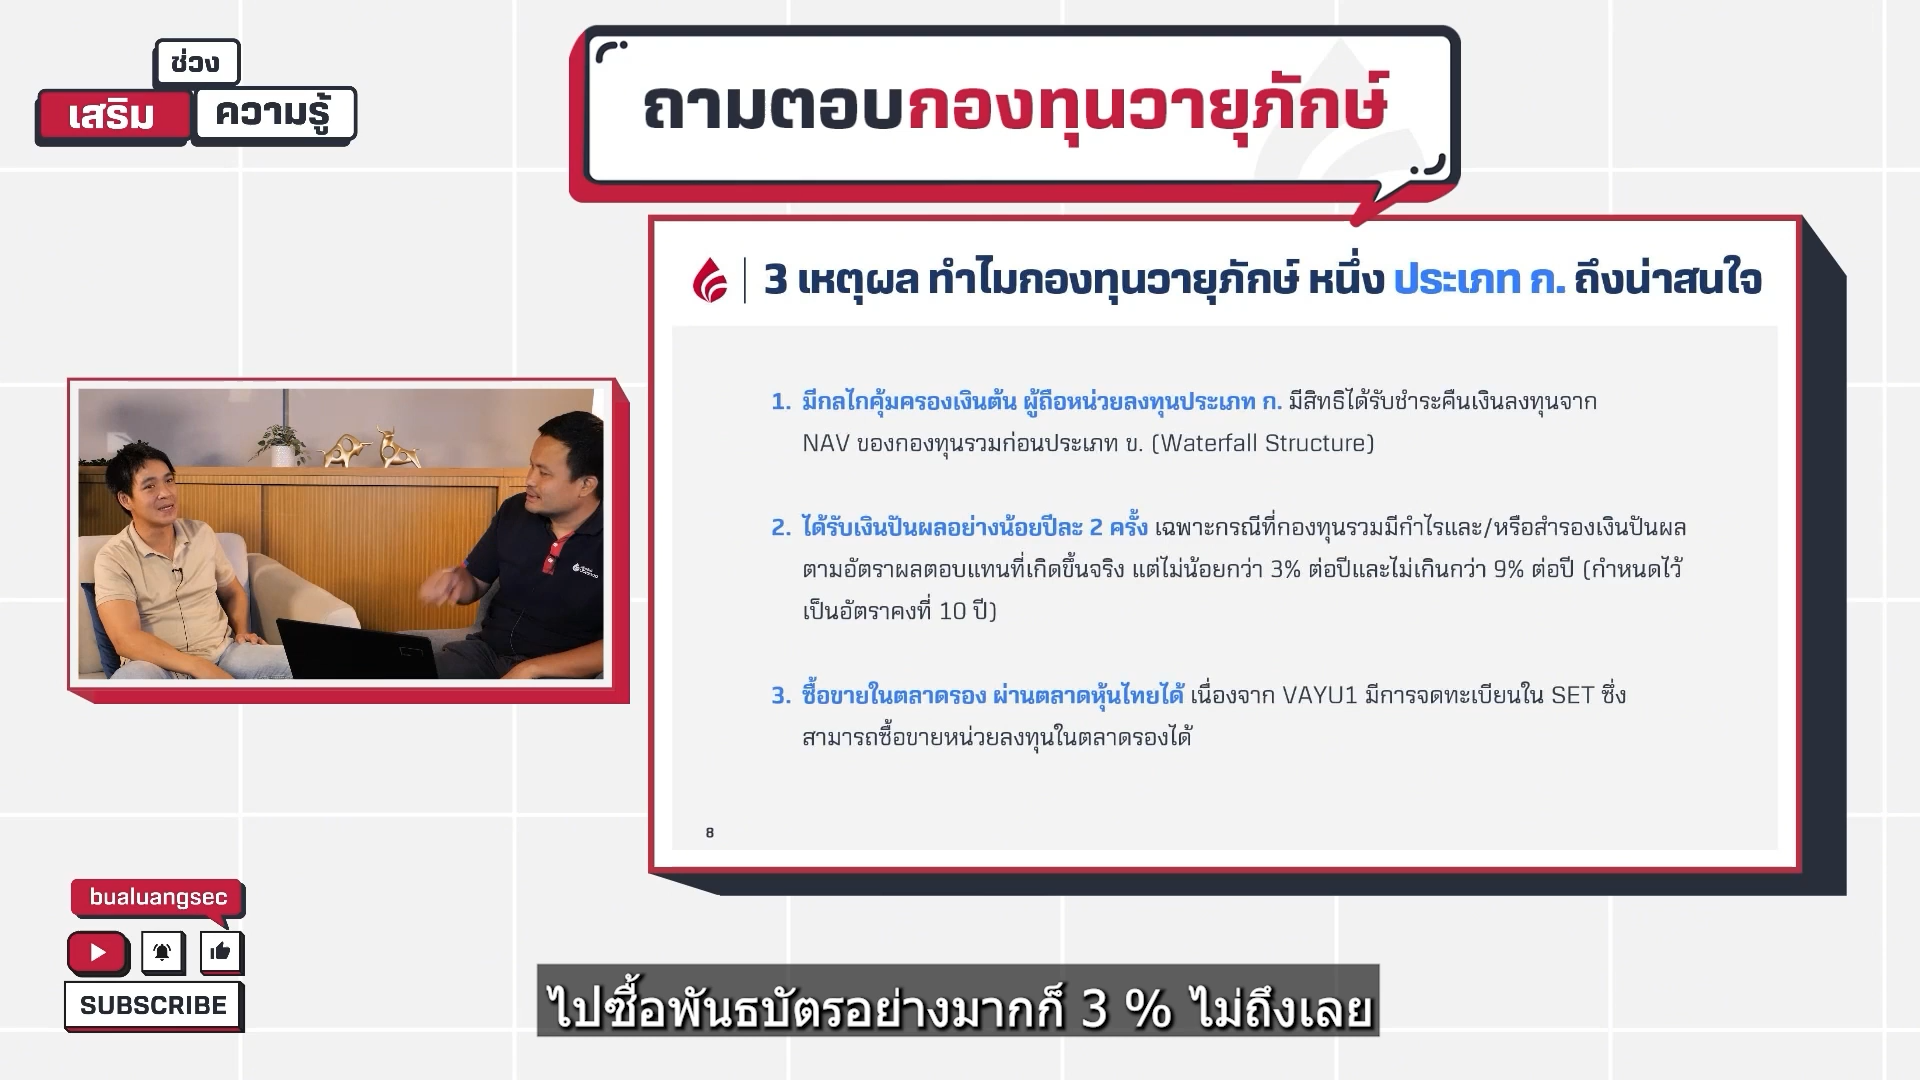 ช่วง
เสริม ความรู้
ถามตอบกองทุนวายุภักษ์
3 เหตุผล ทำไมกองทุนวายุภักษ์ หนึ่ง ประเภท ก. ถึงน่าสนใจ
1. มีกลไกคุ้มครองเงินต้น ผู้ถือหน่วยลงทุนประเภท ก. มีสิทธิได้รับชำระคืนเงินลงทุนจาก
NAV ของกองทุนรวมก่อนประเภท ข. (Waterfall Structure)
2. ได้รับเงินปันผลอย่างน้อยปีละ 2 ครั้ง เฉพาะกรณีที่กองทุนรวมมีกำไรและ/หรือสำรองเงินปันผล
ตามอัตราผลตอบแทนที่เกิดขึ้นจริง แต่ไม่น้อยกว่า 3% ต่อปีและไม่เกินกว่า 9% ต่อปี (กำหนดไว้
เป็นอัตราคงที่ 10 ปี)
3. ซื้อขายในตลาดรอง ผ่านตลาดหุ้นไทยได้ เนื่องจาก VAYU1 มีการจดทะเบียนใน SET ซึ่ง
สามารถซื้อขายหน่วยลงทุนในตลาดรองได้
8
bualuangsec
SUBSCRIBE
ไปซื้อพันธบัตรอย่างมากก็ 3 % ไม่ถึงเลย